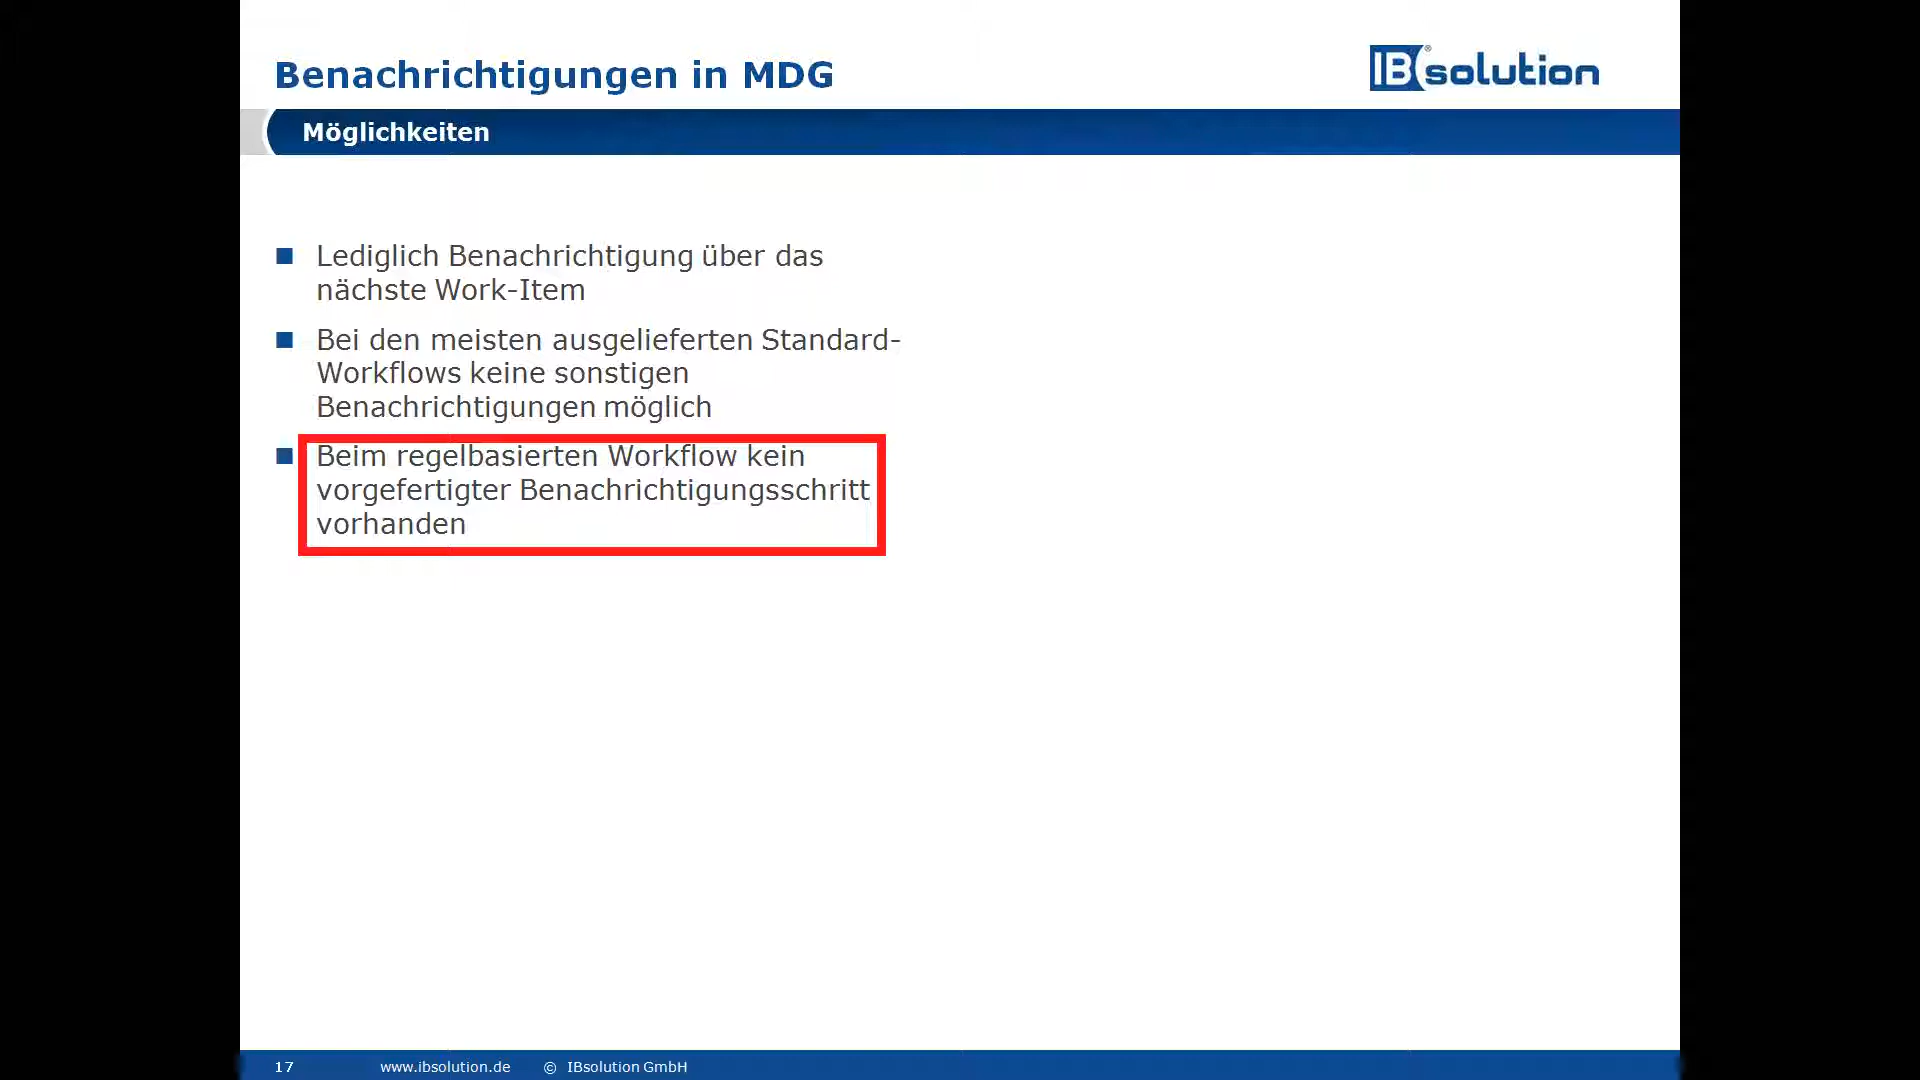 Benachrichtigungen in MDG
IBsolution®
Möglichkeiten
Lediglich Benachrichtigung über das
nächste Work-Item
Bei den meisten ausgelieferten Standard-
Workflows keine sonstigen
Benachrichtigungen möglich
Beim regelbasierten Workflow kein
vorgefertigter Benachrichtigungsschritt
vorhanden
17 www.ibsolution.de © IBsolution GmbH